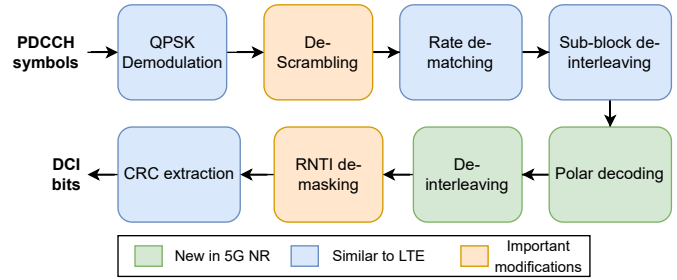 PDCCH
symbols
QPSK
Demodulation
De-
Scrambling
Rate de-
matching
Sub-block de-
interleaving
DCI
bits
CRC extraction
RNTI de-
masking
De-
interleaving
Polar decoding
New in 5G NR
Similar to LTE
Important
modifications